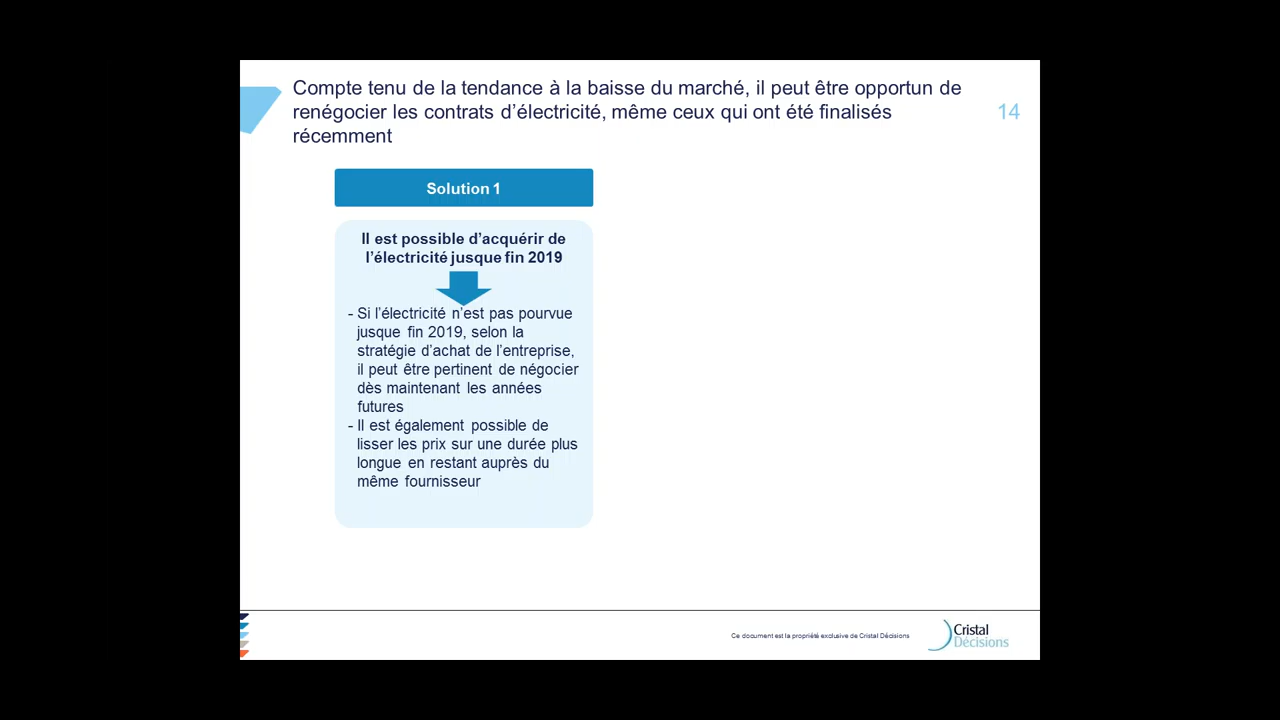 Compte tenu de la tendance à la baisse du marché, il peut être opportun de
renégocier les contrats d’électricité, même ceux qui ont été finalisés
récemment
14
Solution 1
Il est possible d’acquérir de
l’électricité jusque fin 2019
- Si l’électricité n’est pas pourvue
jusque fin 2019, selon la
stratégie d’achat de l’entreprise,
il peut être pertinent de négocier
dès maintenant les années
futures
- Il est également possible de
lisser les prix sur une durée plus
longue en restant auprès du
même fournisseur
Ce document est la propriété exclusive de Cristal Décisions
Cristal
Décisions